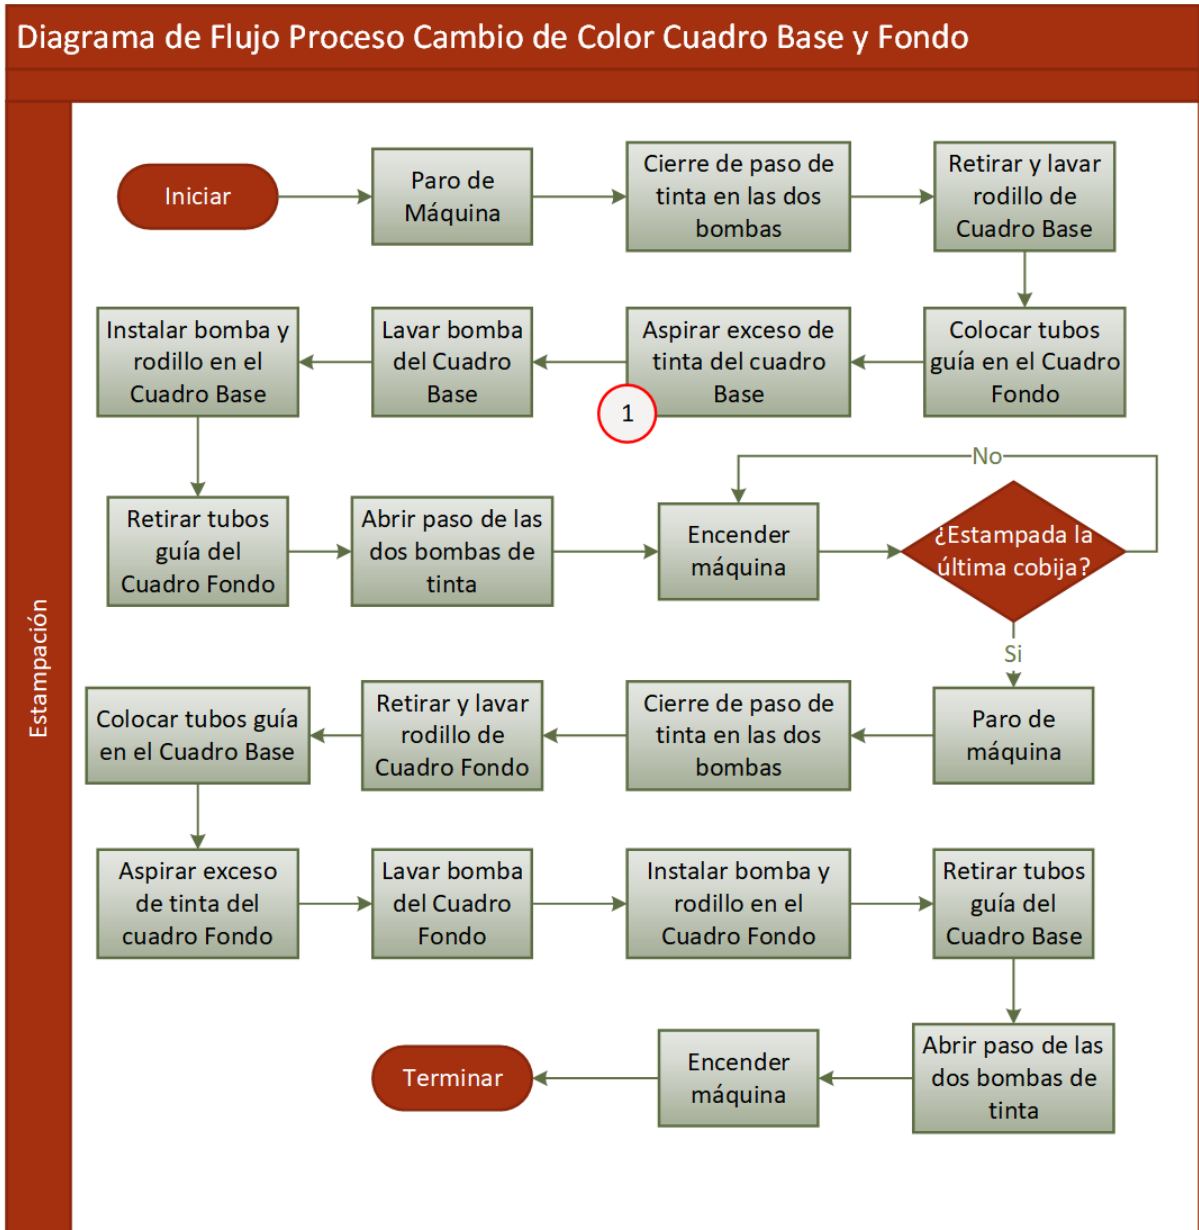 Diagrama de Flujo Proceso Cambio de Color Cuadro Base y Fondo
Estampación
Iniciar
Paro de
Máquina
Cierre de paso de
tinta en las dos
bombas
Retirar y lavar
rodillo de
Cuadro Base
Colocar tubos
guía en el Cuadro
Fondo
Aspirar exceso de
tinta del cuadro
Base
1
Lavar bomba
del Cuadro
Base
Instalar bomba y
rodillo en el
Cuadro Base
Retirar tubos
guía del
Cuadro Fondo
Abrir paso de las
dos bombas de
tinta
Encender
máquina
¿Estampada la
última cobija?
No
Si
Paro de
máquina
Cierre de paso de
tinta en las dos
bombas
Retirar y lavar
rodillo de
Cuadro Fondo
Colocar tubos guía
en el Cuadro Base
Aspirar exceso
de tinta del
cuadro Fondo
Lavar bomba
del Cuadro
Fondo
Instalar bomba y
rodillo en el
Cuadro Fondo
Retirar tubos
guía del
Cuadro Base
Abrir paso de las
dos bombas de
tinta
Encender
máquina
Terminar